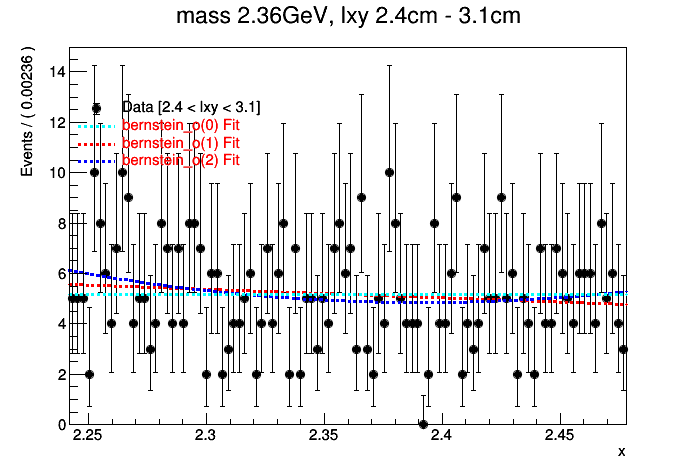 mass 2.36GeV, lxy 2.4cm - 3.1cm
Events / ( 0.00236 )
14
12
10
8
6
4
2
0
Data [2.4 < lxy < 3.1]
bernstein_o(0) Fit
bernstein_o(1) Fit
bernstein_o(2) Fit
2.25
2.3
2.35
2.4
2.45
x